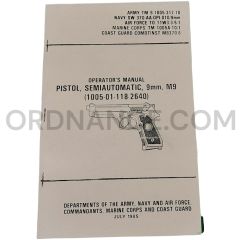 ARMY TM 9-1005-317-10
NAVY SW 370-AA-OPI-010/9mm
AIR FORCE TO 11W3-3-5-1
MARINE CORPS TM 1005A-10/1
COAST GUARD COMDTINST M8370.6
OPERATOR'S MANUAL
PISTOL, SEMIAUTOMATIC, 9mm, M9
(1005-01-118-2640)
ORDNANCE.COM
DEPARTMENTS OF THE ARMY, NAVY AND AIR FORCE
COMMANDANTS, MARINE CORPS AND COAST GUARD
JULY 1985